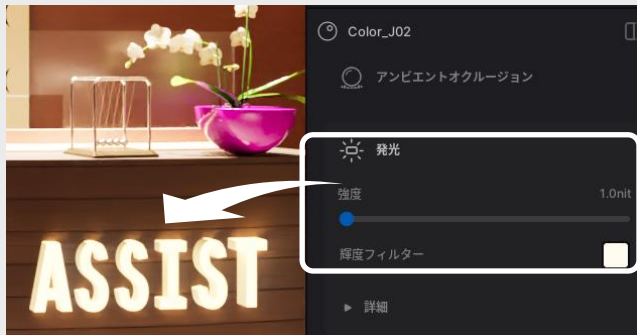 ASSIST
Color_J02
アンビエントオクルージョン
発光
強度 1.0nit
輝度フィルター
詳細